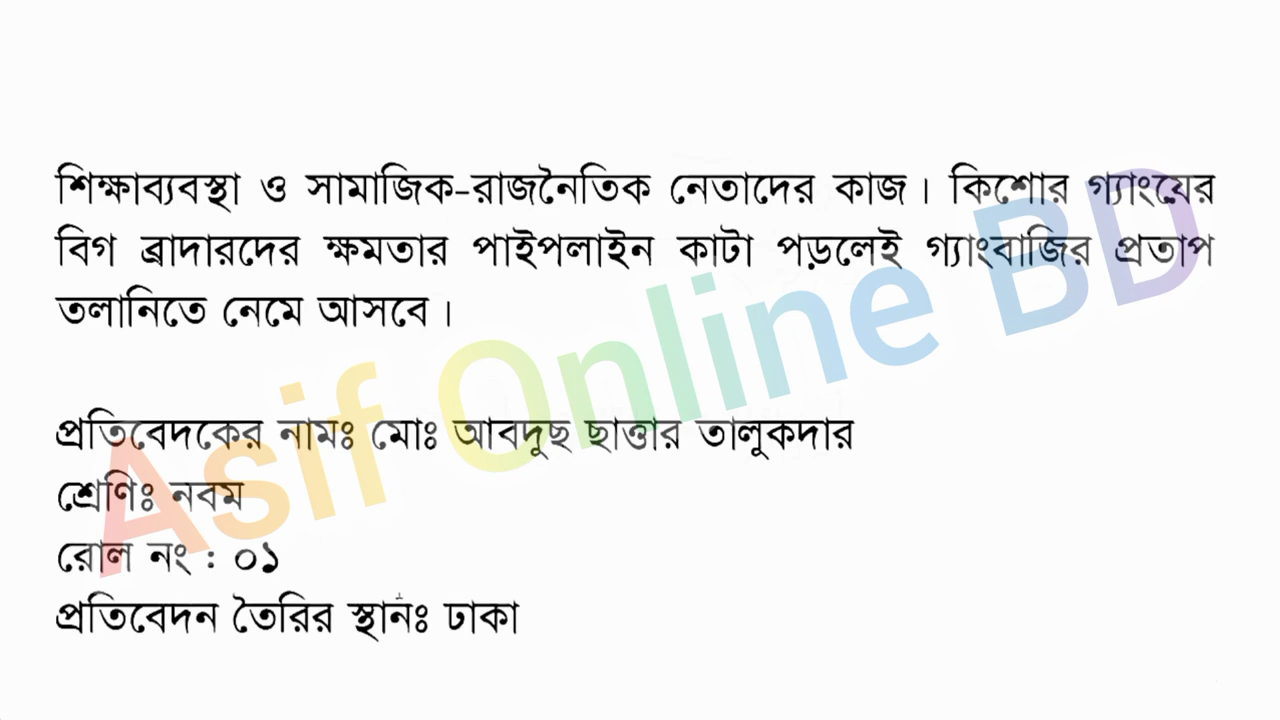 শিক্ষাব্যবস্থা ও সামাজিক-রাজনৈতিক নেতাদের কাজ। কিশোর গ্যাংয়ের
বিগ ব্রাদারদের ক্ষমতার পাইপলাইন কাটা পড়লেই গ্যাংবাজির প্রতাপ
তলানিতে নেমে আসবে।
Asif Online BD
প্রতিবেদকের নামঃ মোঃ আবদুছ ছাত্তার তালুকদার
শ্রেণিঃ নবম
রোল নং : ০১
প্রতিবেদন তৈরির স্থানঃ ঢাকা